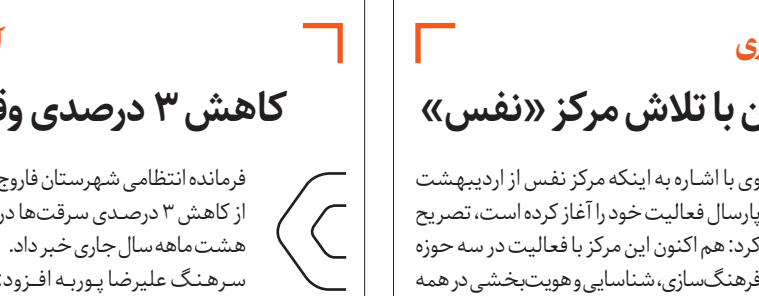 ن با تلاش مرکز «نفس»
وی با اشاره به اینکه مرکز نفس از اردیبهشت
پارسال فعالیت خود را آغاز کرده است، تصریح
کرد: هم اکنون این مرکز با فعالیت در سه حوزه
فرهنگ‌سازی، شناسایی و هویت‌بخشی در همه
کاهش ۳ درصدی
فرمانده انتظامی شهرستان فاروج
از کاهش ۳ درصدی سرقت‌ها در
هشت ماهه سال جاری خبر داد.
سرهنگ علیرضا پوربه افزود: